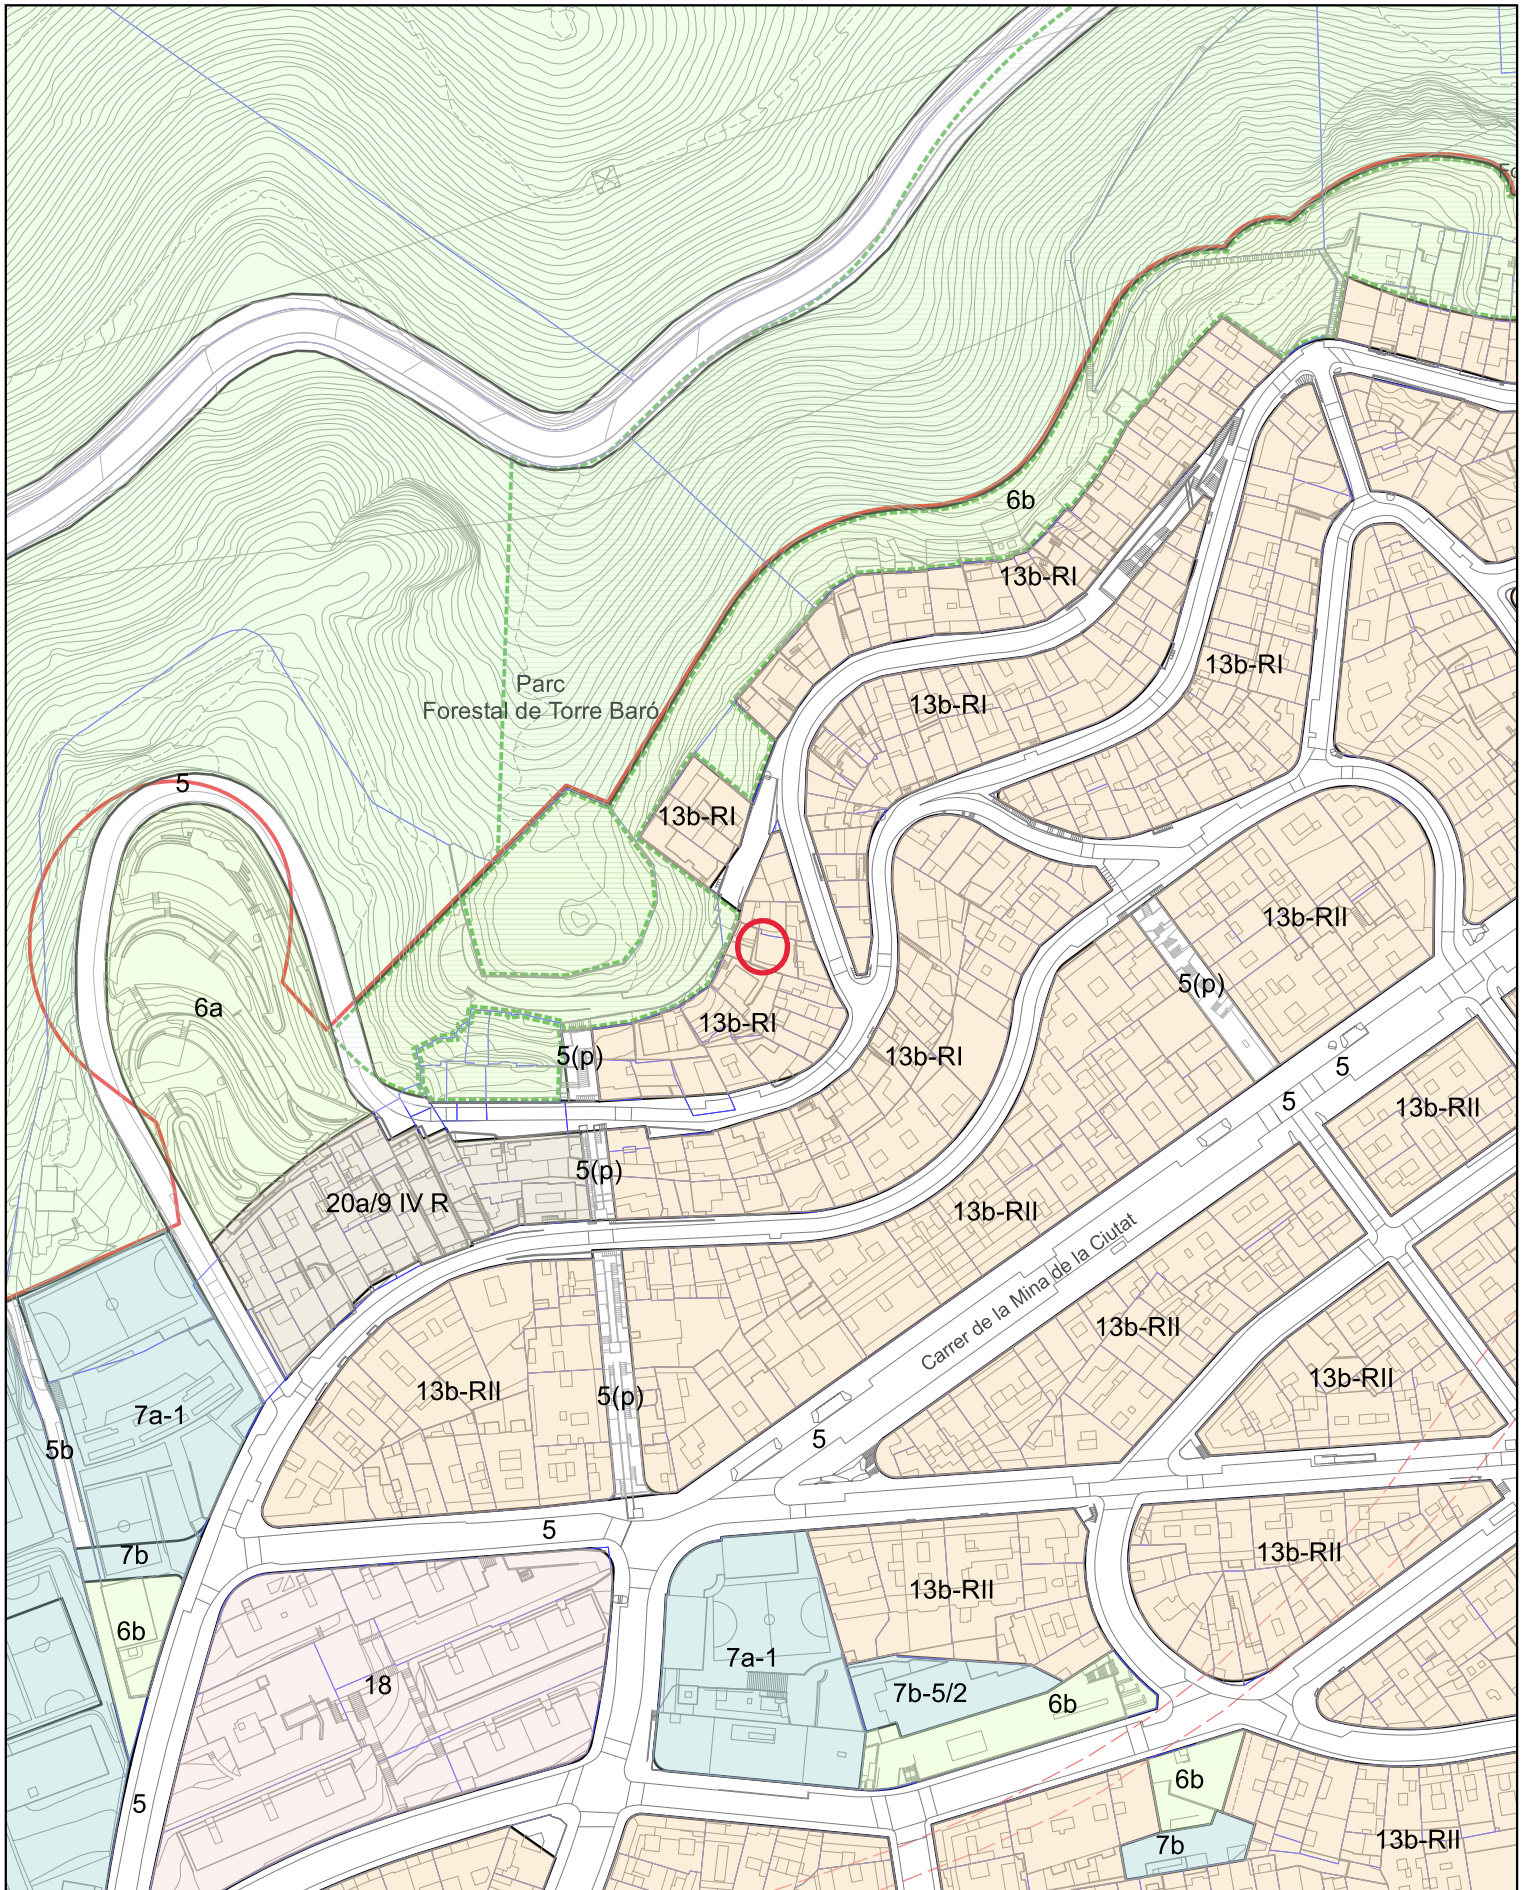 6b
13b-RI
13b-RI
13b-RI
Parc
Forestal de Torre Baró
5
13b-RI
13b-RII
5(p)
6a
13b-RI
5(p)
13b-RI
5
5
13b-RII
5(p)
20a/9 IV R
13b-RII
Carrer de la Mina de la Ciutat
13b-RII
13b-RII
13b-RII
5(p)
7a-1
5
5b
5
7b
13b-RII
13b-RII
6b
7a-1
18
7b-5/2
6b
6b
5
7b
13b-RII